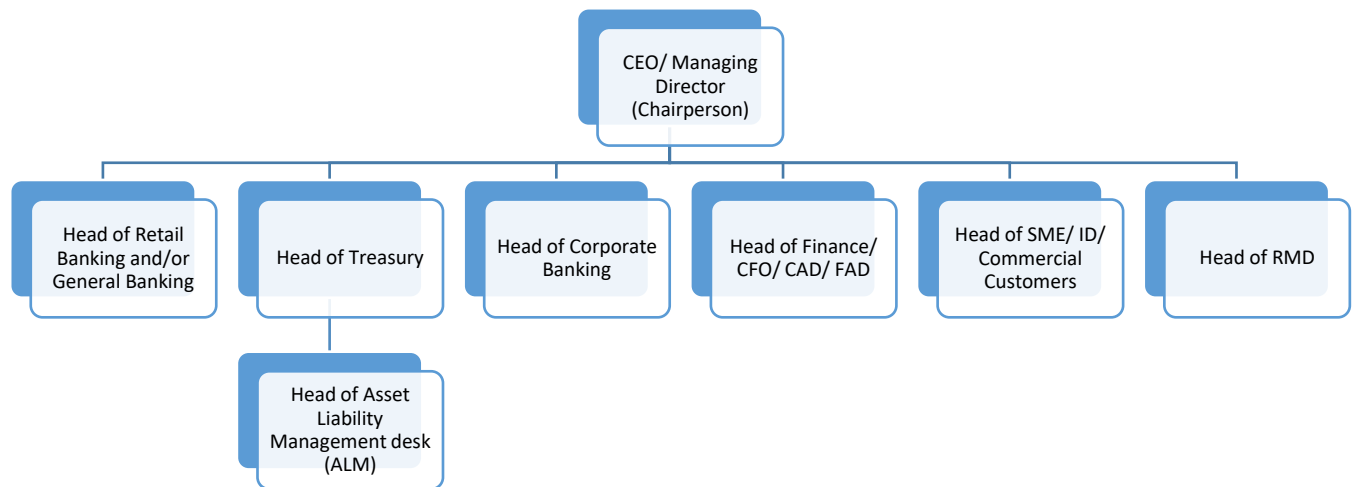 CEO/ Managing
Director
(Chairperson)
Head of Retail
Banking and/or
General Banking
Head of Treasury
Head of Corporate
Banking
Head of Finance/
CFO/ CAD/ FAD
Head of SME/ ID/
Commercial
Customers
Head of RMD
Head of Asset
Liability
Management desk
(ALM)